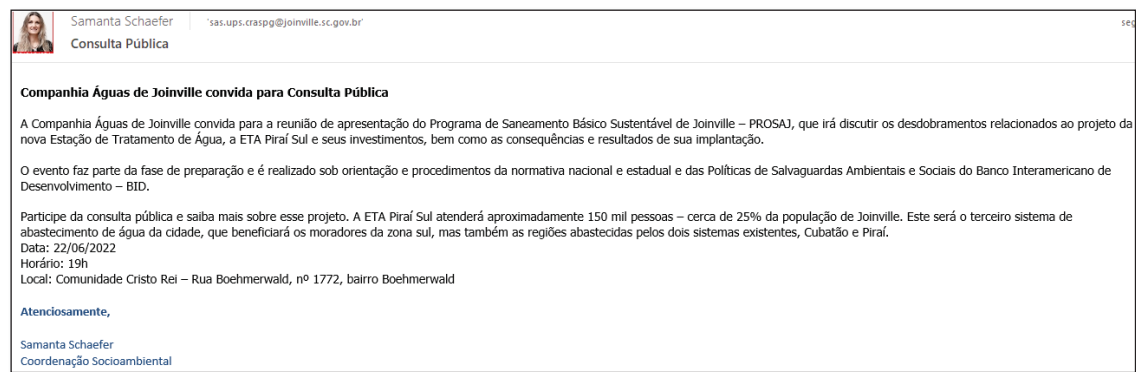 Samanta Schaefer 'sas.ups.craspg@joinville.sc.gov.br' seg
Consulta Pública
Companhia Águas de Joinville convida para Consulta Pública
A Companhia Águas de Joinville convida para a reunião de apresentação do Programa de Saneamento Básico Sustentável de Joinville – PROSAJ, que irá discutir os desdobramentos relacionados ao projeto da
nova Estação de Tratamento de Água, a ETA Piraí Sul e seus investimentos, bem como as consequências e resultados de sua implantação.
O evento faz parte da fase de preparação e é realizado sob orientação e procedimentos da normativa nacional e estadual e das Políticas de Salvaguardas Ambientais e Sociais do Banco Interamericano de
Desenvolvimento – BID.
Participe da consulta pública e saiba mais sobre esse projeto. A ETA Piraí Sul atenderá aproximadamente 150 mil pessoas – cerca de 25% da população de Joinville. Este será o terceiro sistema de
abastecimento de água da cidade, que beneficiará os moradores da zona sul, mas também as regiões abastecidas pelos dois sistemas existentes, Cubatão e Piraí.
Data: 22/06/2022
Horário: 19h
Local: Comunidade Cristo Rei – Rua Boehmerwald, nº 1772, bairro Boehmerwald
Atenciosamente,
Samanta Schaefer
Coordenação Socioambiental